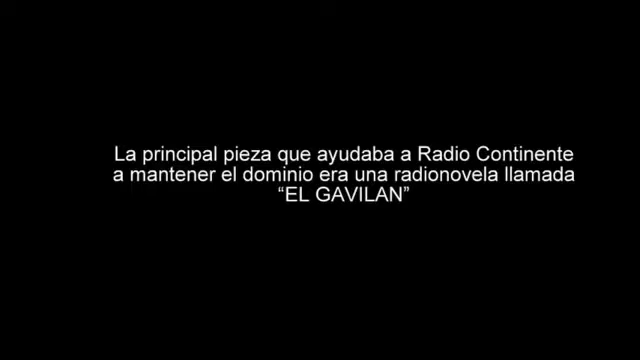 La principal pieza que ayudaba a Radio Continente
a mantener el dominio era una radionovela llamada
“EL GAVILAN”